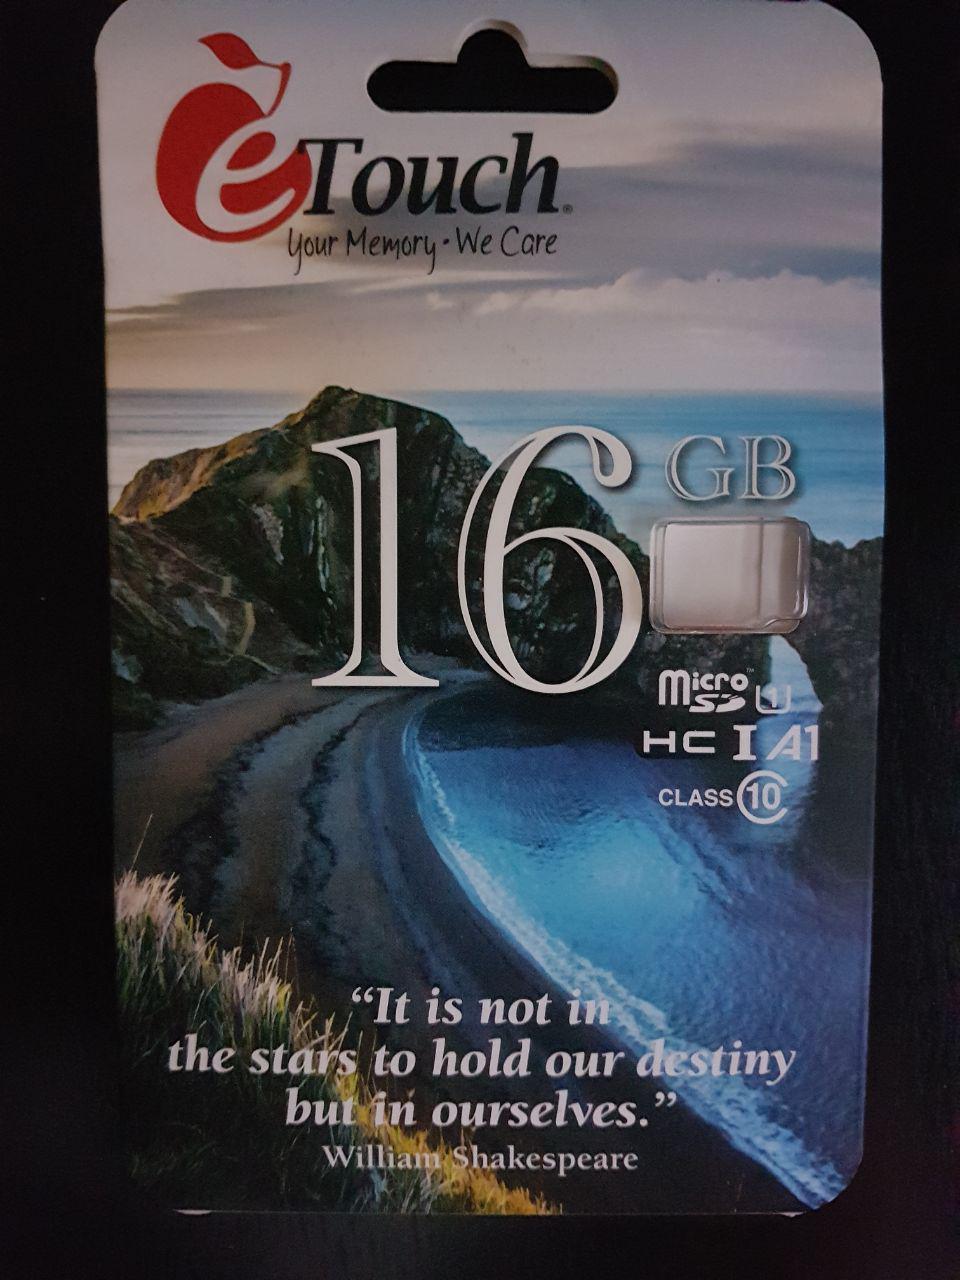 eTouch®
Your Memory · We Care
16 GB
Micro SD™ U1
HC I A1
CLASS 10
“It is not in
the stars to hold our destiny
but in ourselves.”
William Shakespeare